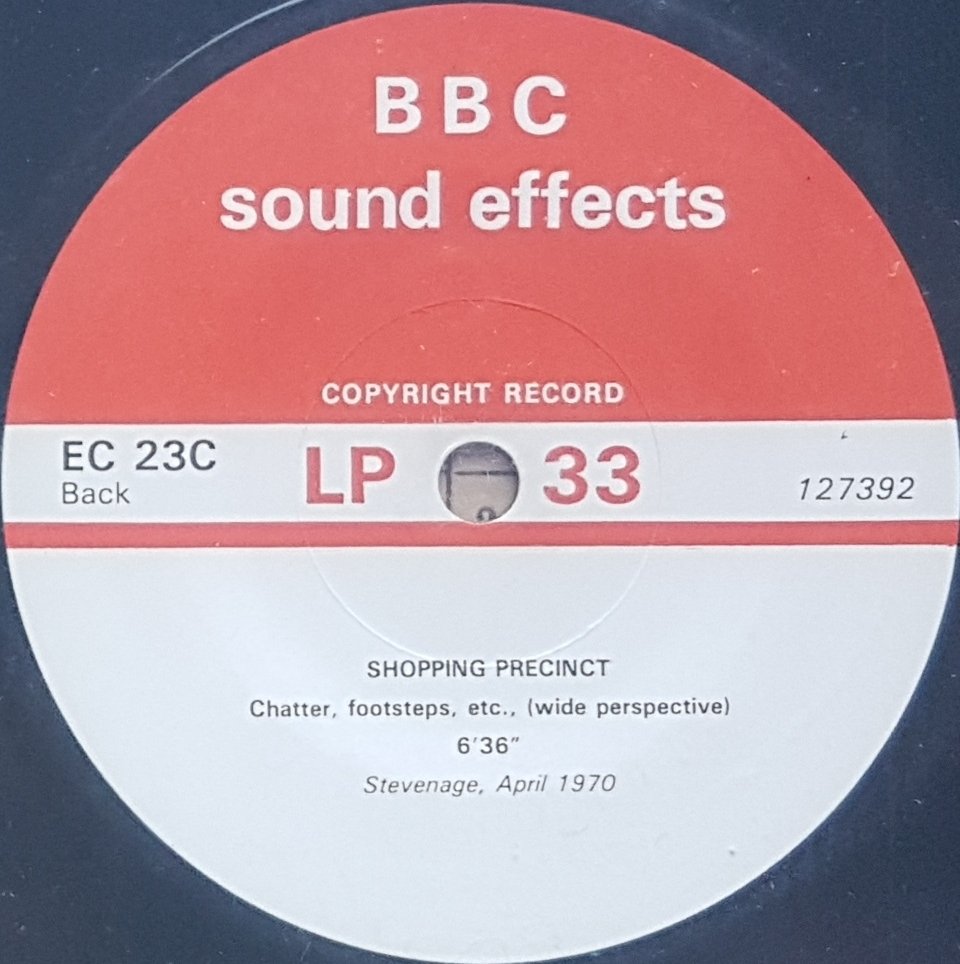 BBC
sound effects
COPYRIGHT RECORD
EC 23C
Back
LP 33
127392
SHOPPING PRECINCT
Chatter, footsteps, etc., (wide perspective)
6'36"
Stevenage, April 1970